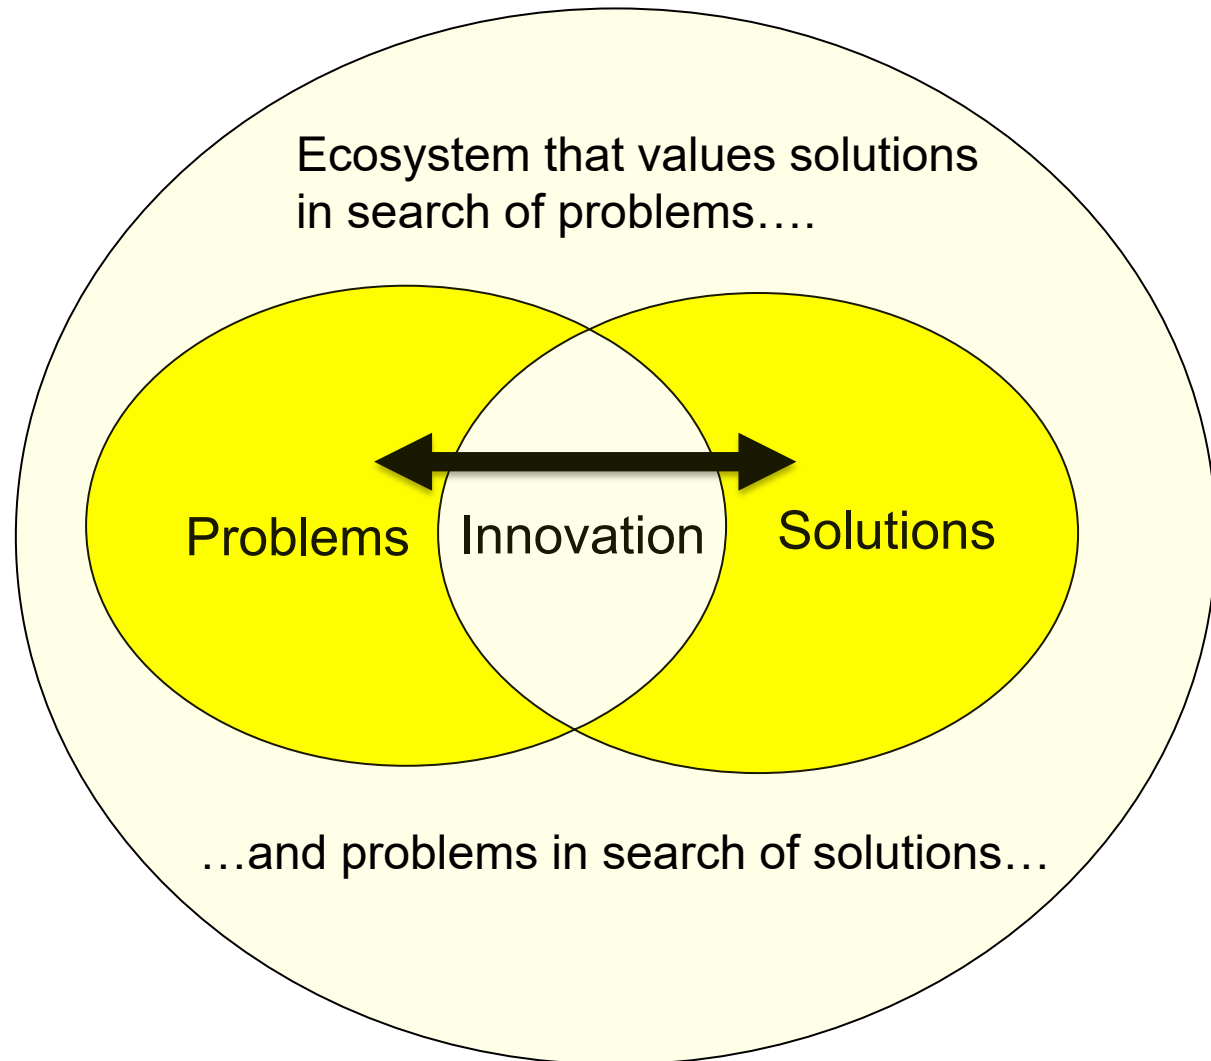 Ecosystem that values solutions
in search of problems….
Problems
Innovation
Solutions
…and problems in search of solutions…